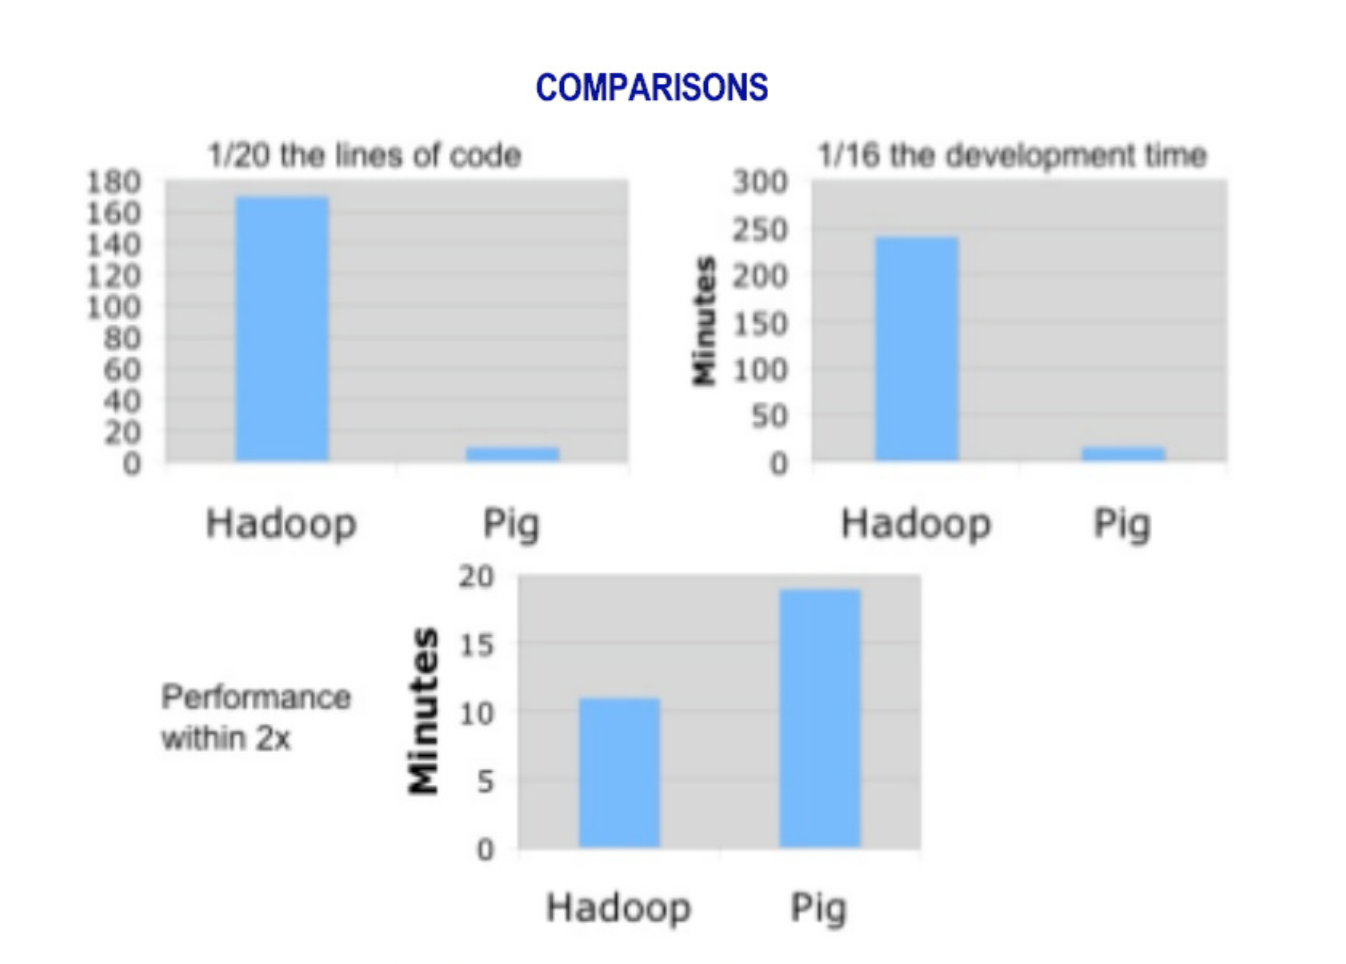 COMPARISONS
1/20 the lines of code
180
160
140
120
100
80
60
40
20
0
Hadoop
Pig
1/16 the development time
Minutes
300
250
200
150
100
50
0
Hadoop
Pig
Performance
within 2x
Minutes
20
15
10
5
0
Hadoop
Pig